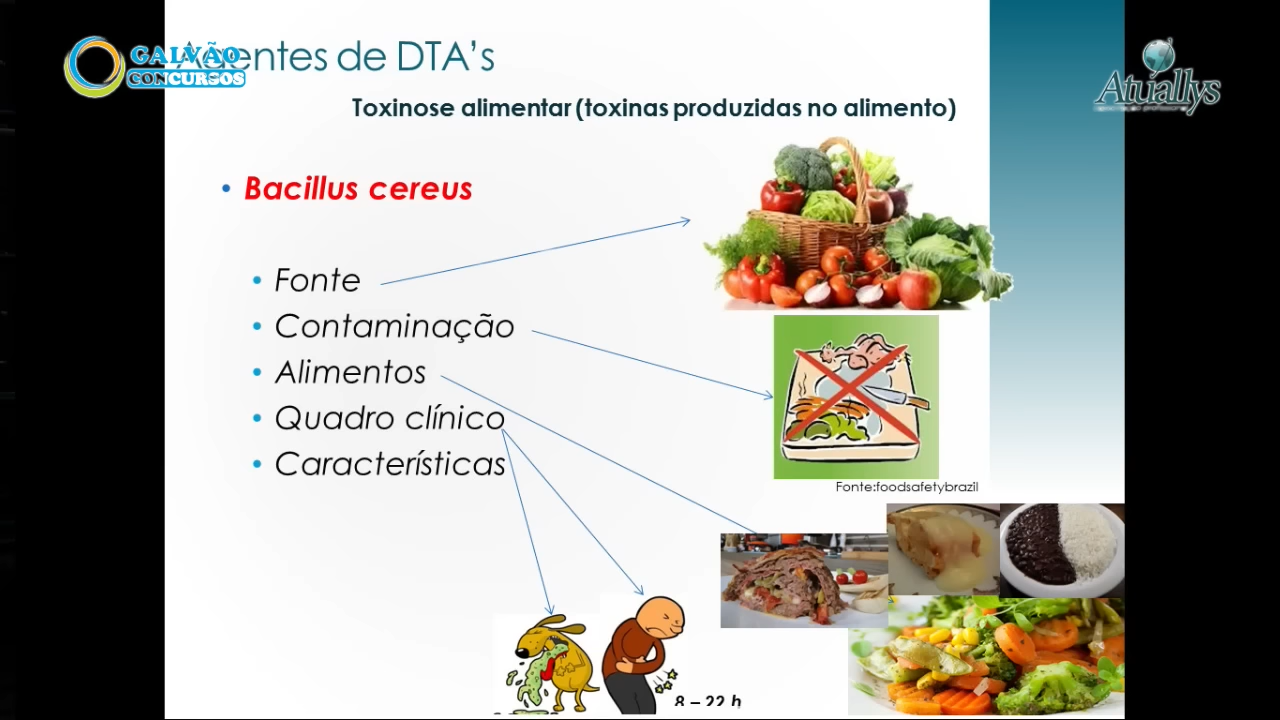 GALVÃO
CONCURSOS
Agentes de DTA's
Atuallys
Toxinose alimentar (toxinas produzidas no alimento)
• Bacillus cereus
• Fonte
• Contaminação
• Alimentos
• Quadro clínico
• Características
Fonte:foodsafetybrazil
8 – 22 h